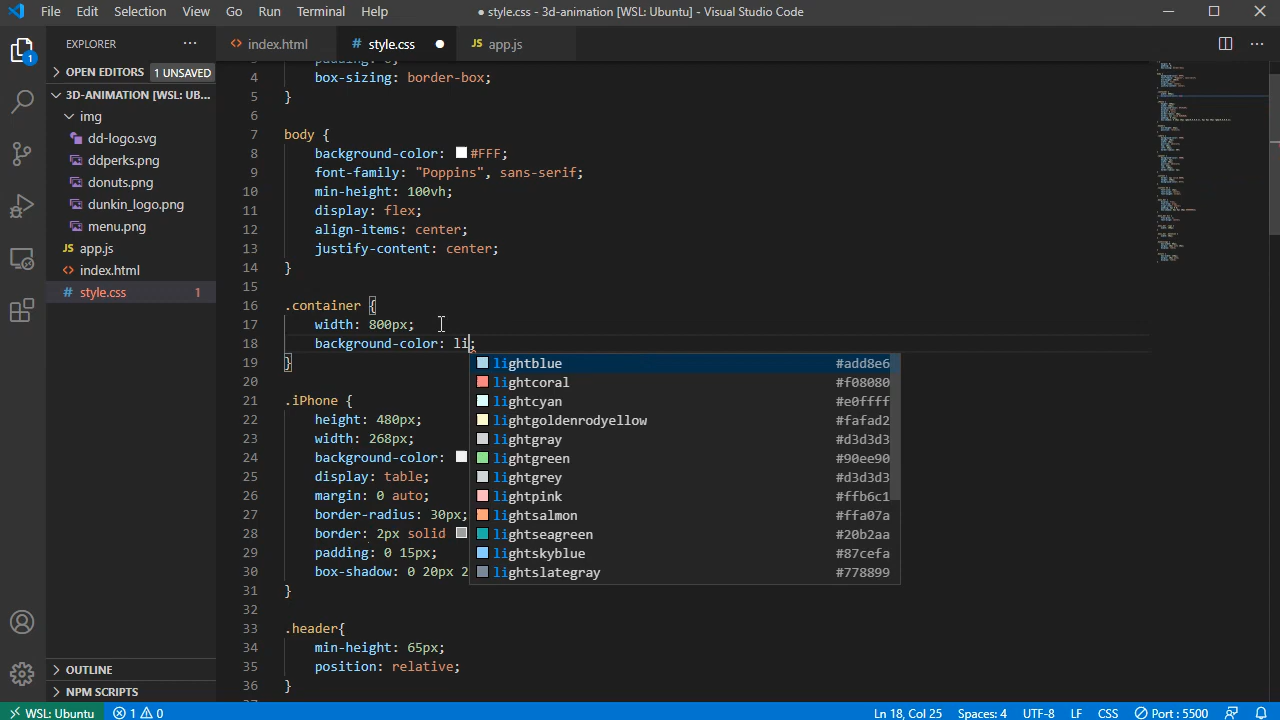 File Edit Selection View Go Run Terminal Help
● style.css - 3d-animation [WSL: Ubuntu] - Visual Studio Code
EXPLORER ···
<> index.html
# style.css ●
JS app.js
OPEN EDITORS 1 UNSAVED
3D-ANIMATION [WSL: UB...
img
dd-logo.svg
ddperks.png
donuts.png
dunkin_logo.png
menu.png
JS app.js
<> index.html
# style.css 1
OUTLINE
NPM SCRIPTS
1
4 box-sizing: border-box;
5 }
6
7 body {
8 background-color: #FFF;
9 font-family: "Poppins", sans-serif;
10 min-height: 100vh;
11 display: flex;
12 align-items: center;
13 justify-content: center;
14 }
15
16 .container {
17 width: 800px;
18 background-color: li;
19 }
20
21 .iPhone {
22 height: 480px;
23 width: 268px;
24 background-color:
25 display: table;
26 margin: 0 auto;
27 border-radius: 30px;
28 border: 2px solid
29 padding: 0 15px;
30 box-shadow: 0 20px 2
31 }
32
33 .header{
34 min-height: 65px;
35 position: relative;
36 }
lightblue #add8e6
lightcoral #f08080
lightcyan #e0ffff
lightgoldenrodyellow #fafad2
lightgray #d3d3d3
lightgreen #90ee90
lightgrey #d3d3d3
lightpink #ffb6c1
lightsalmon #ffa07a
lightseagreen #20b2aa
lightskyblue #87cefa
lightslategray #778899
WSL: Ubuntu 1 0 Ln 18, Col 25 Spaces: 4 UTF-8 LF CSS Port : 5500